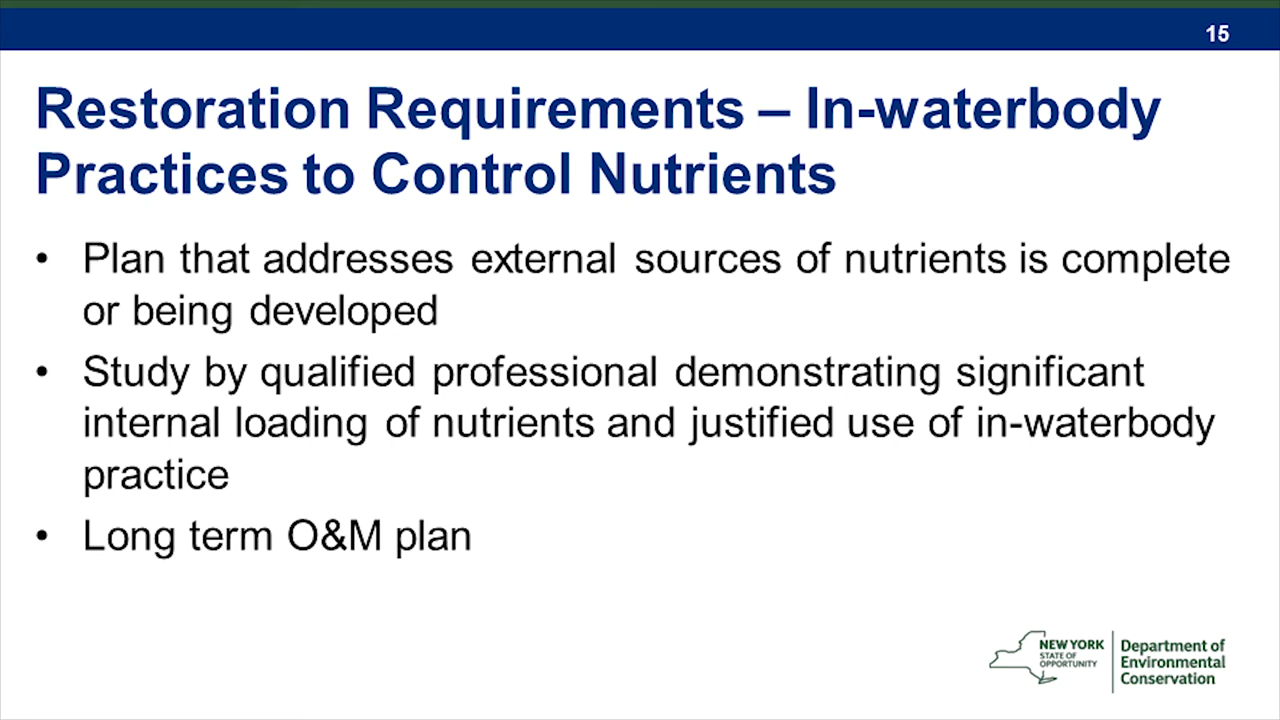 15
Restoration Requirements – In-waterbody
Practices to Control Nutrients
• Plan that addresses external sources of nutrients is complete
or being developed
• Study by qualified professional demonstrating significant
internal loading of nutrients and justified use of in-waterbody
practice
• Long term O&M plan
NEW YORK
STATE OF
OPPORTUNITY
Department of
Environmental
Conservation